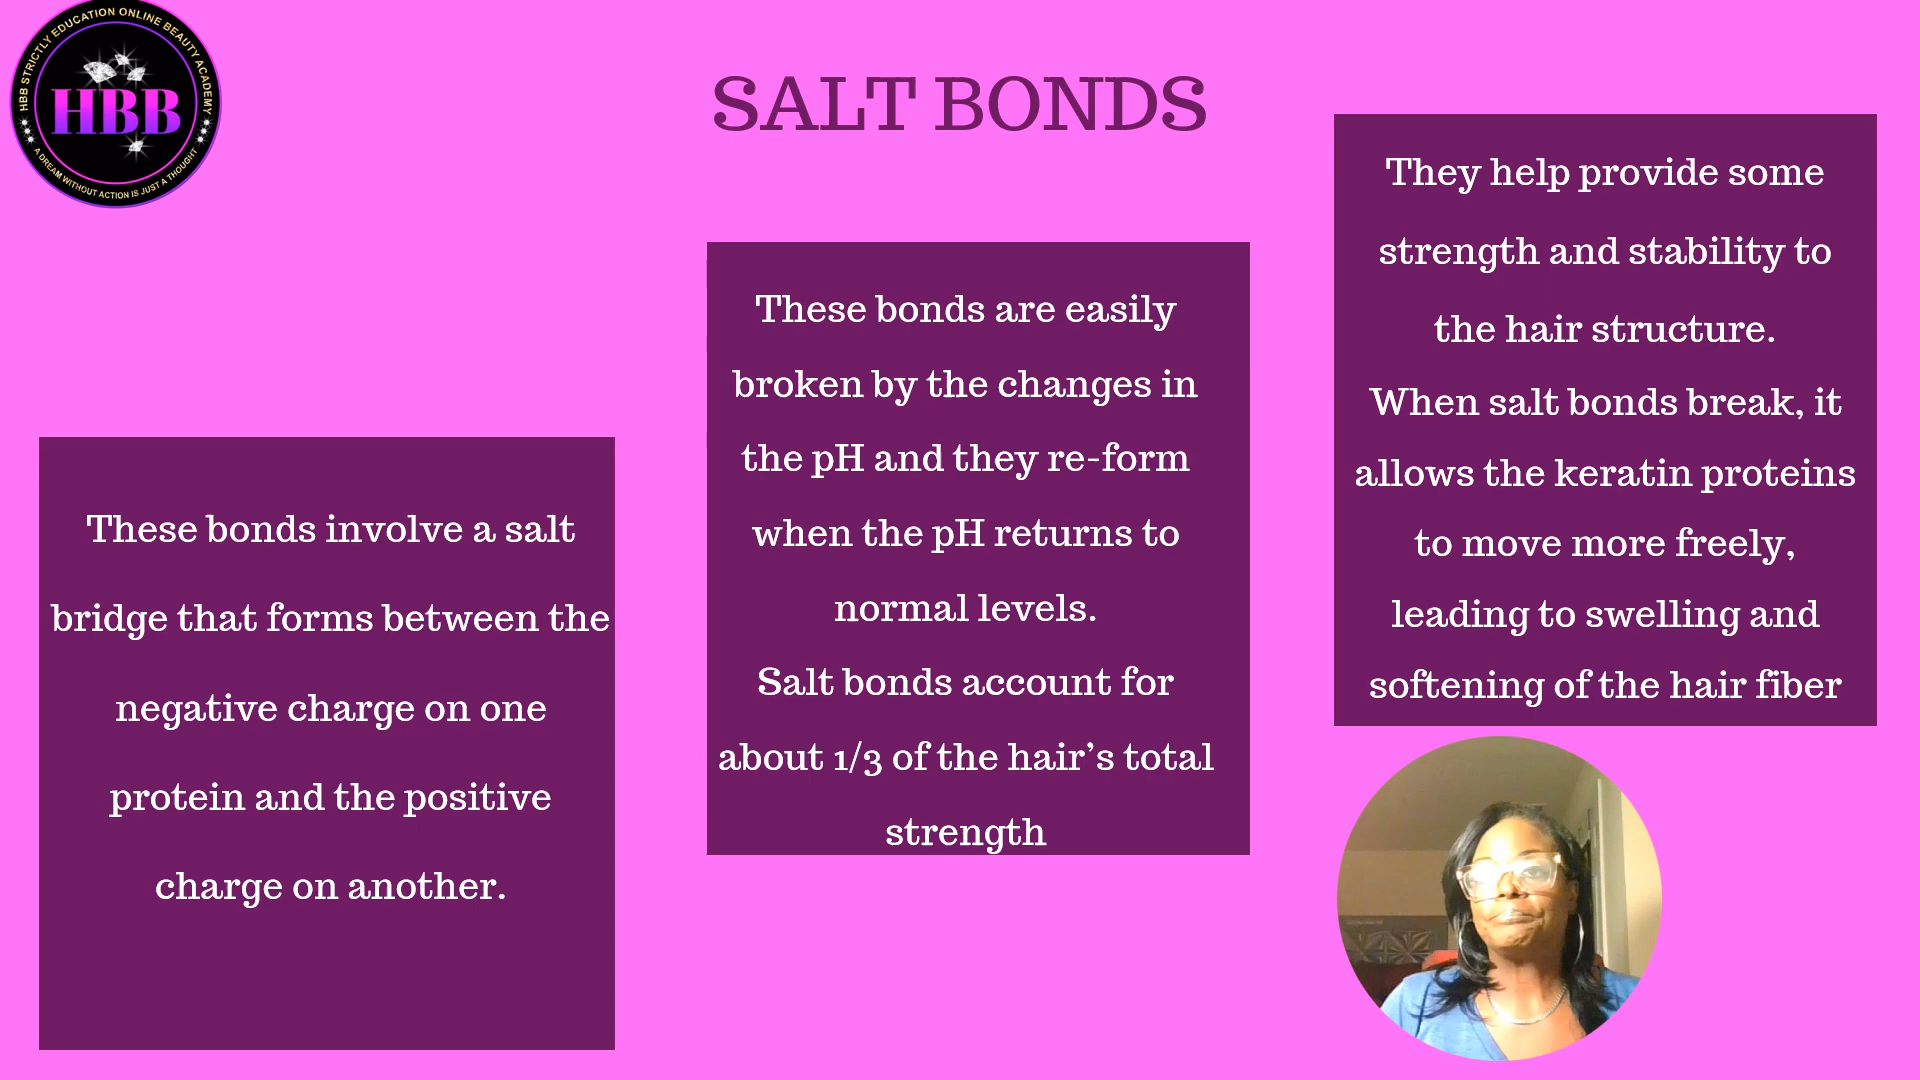 HBB STRICTLY EDUCATION ONLINE BEAUTY ACADEMY
HBB
A DREAM WITHOUT ACTION IS JUST A THOUGHT
SALT BONDS
These bonds involve a salt
bridge that forms between the
negative charge on one
protein and the positive
charge on another.
These bonds are easily
broken by the changes in
the pH and they re-form
when the pH returns to
normal levels.
Salt bonds account for
about 1/3 of the hair’s total
strength
They help provide some
strength and stability to
the hair structure.
When salt bonds break, it
allows the keratin proteins
to move more freely,
leading to swelling and
softening of the hair fiber